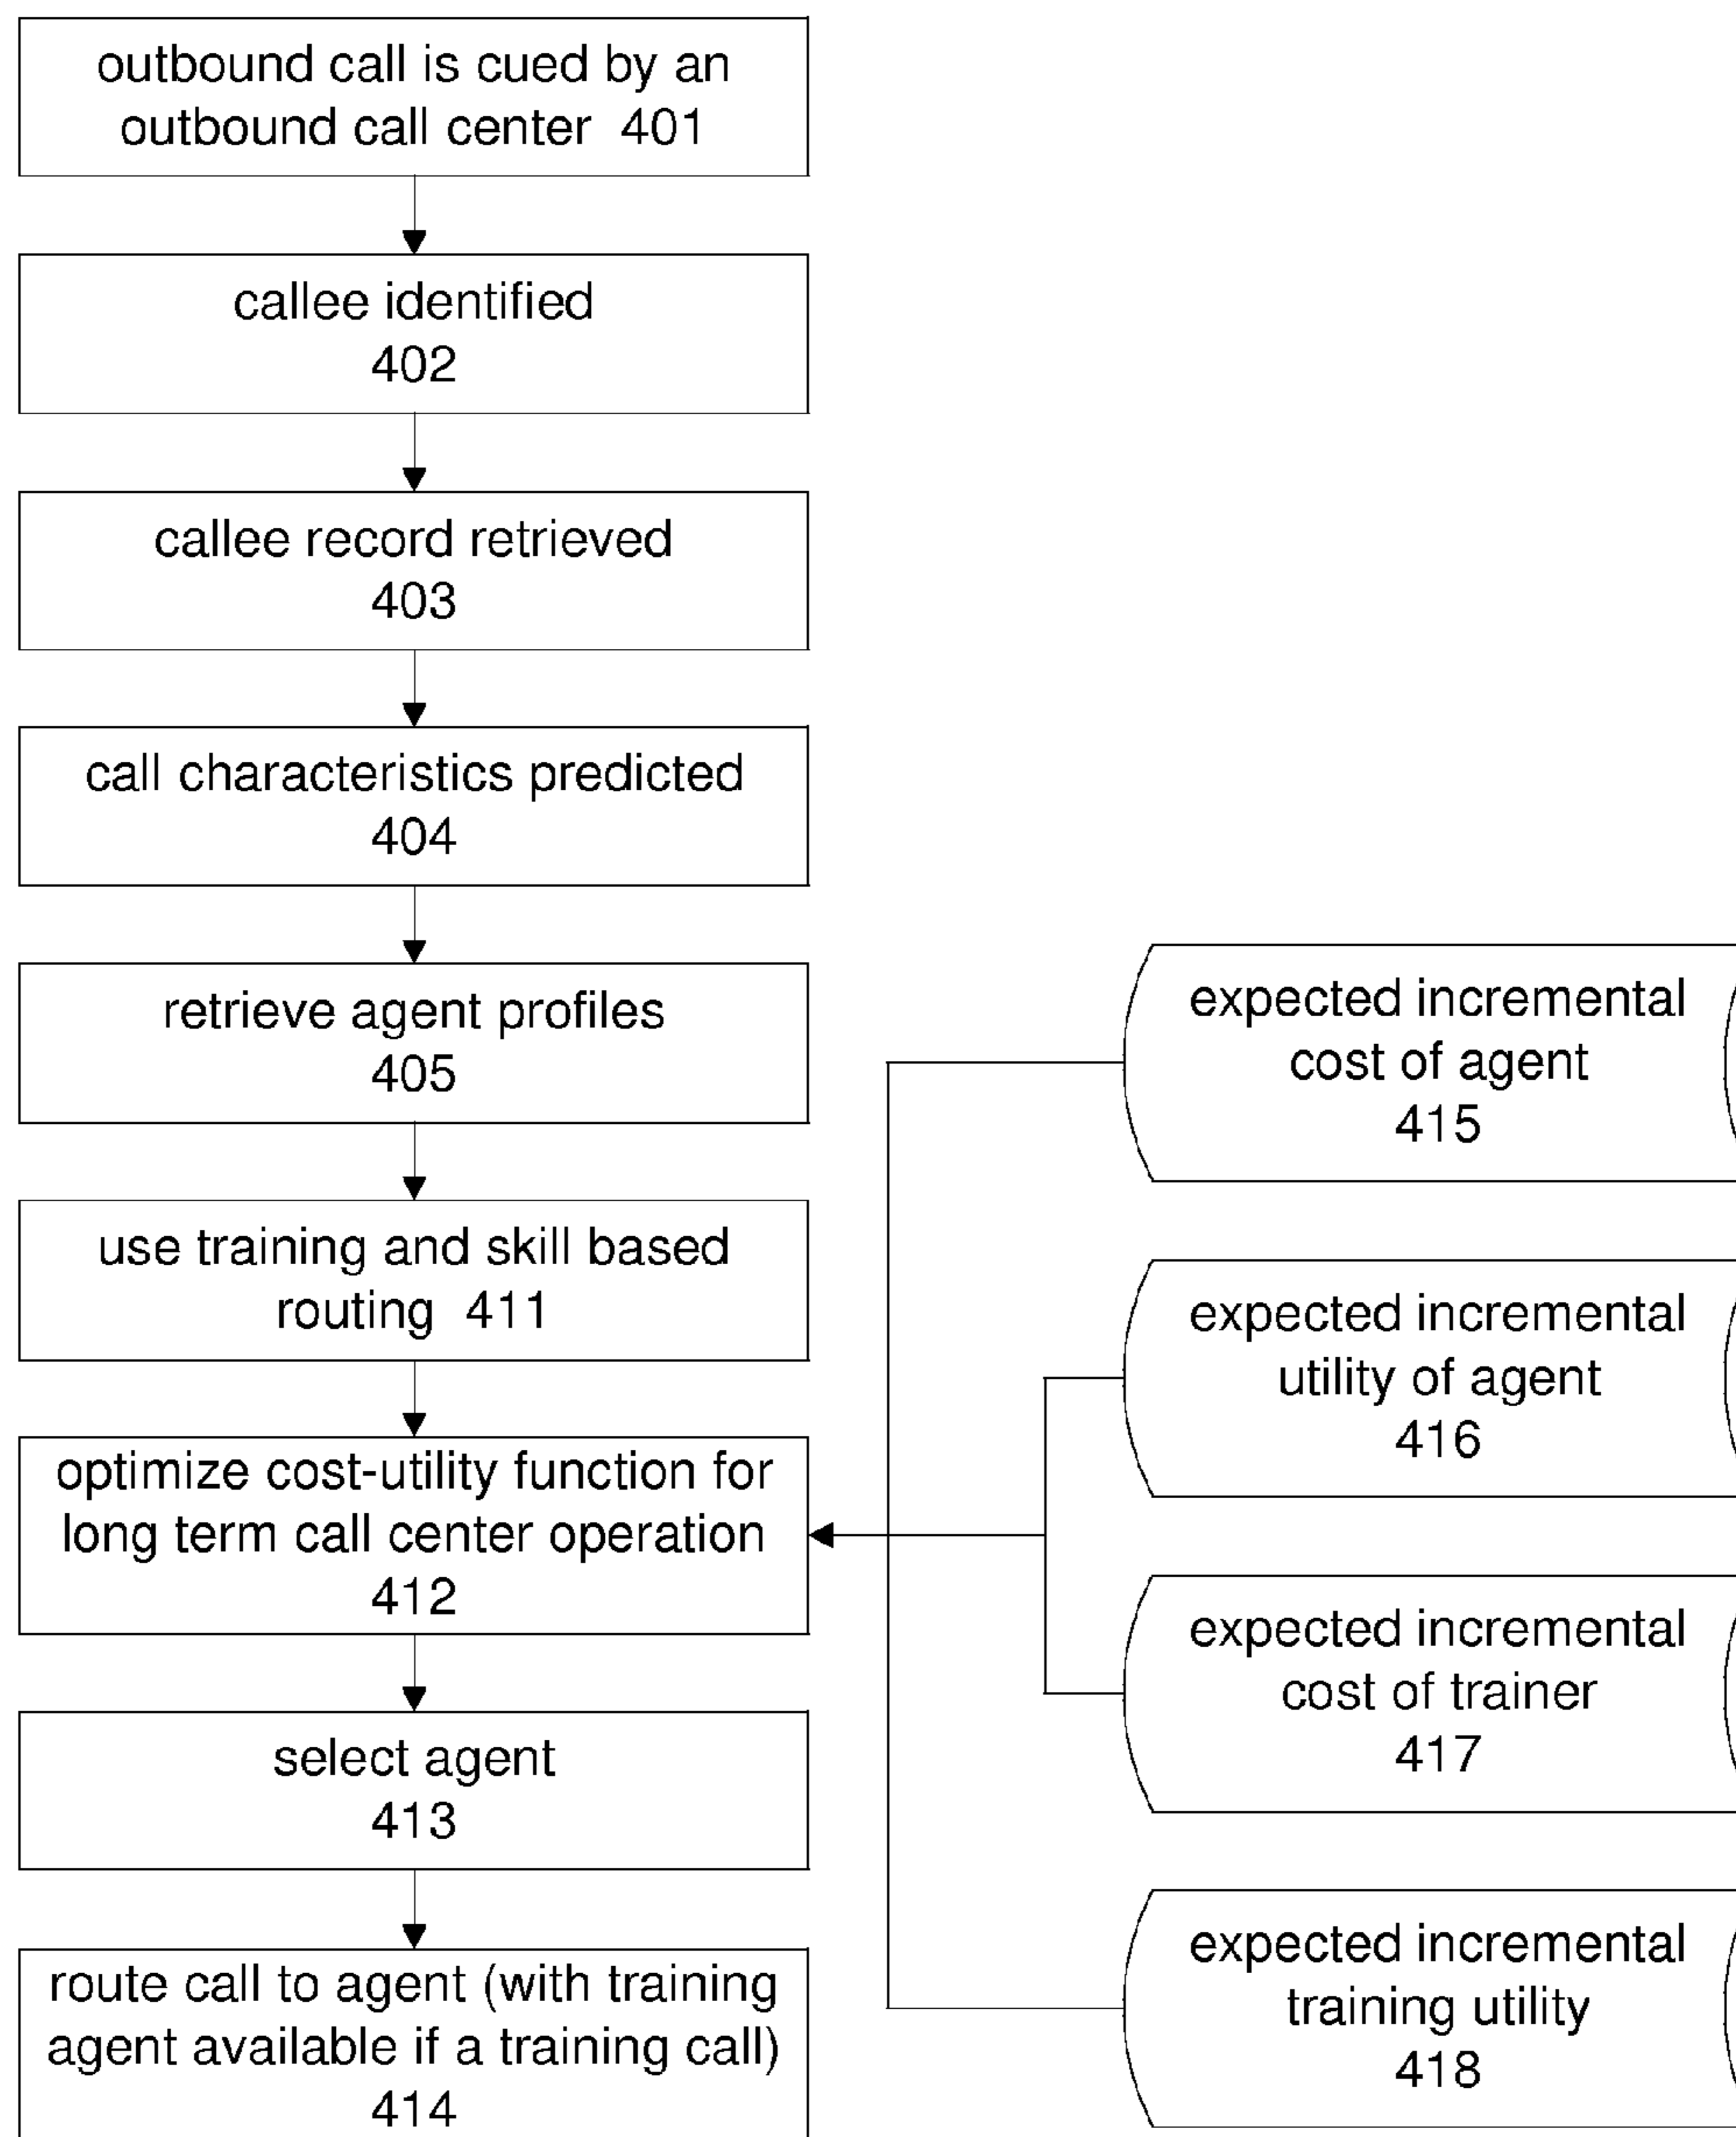 outbound call is cued by an
outbound call center 401
callee identified
402
callee record retrieved
403
call characteristics predicted
404
retrieve agent profiles
405
use training and skill based
routing 411
optimize cost-utility function for
long term call center operation
412
select agent
413
route call to agent (with training
agent available if a training call)
414
expected incremental
cost of agent
415
expected incremental
utility of agent
416
expected incremental
cost of trainer
417
expected incremental
training utility
418